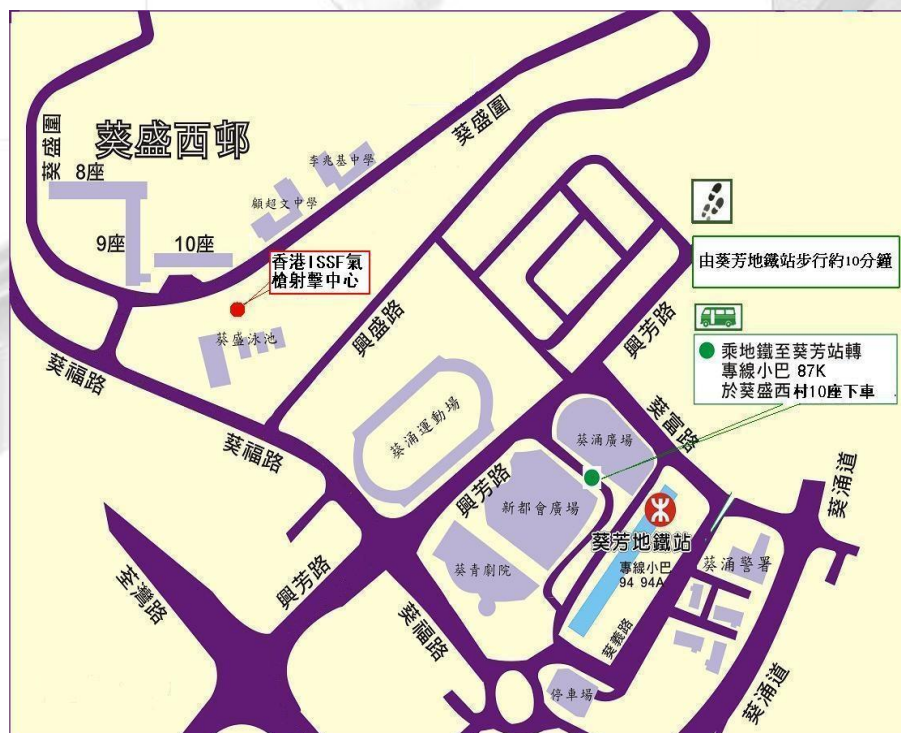 葵盛圍
葵盛西邨
8座
9座
10座
李兆基中學
顧超文中學
葵盛圍
香港ISSF氣
槍射擊中心
葵盛泳池
葵福路
興盛路
由葵芳地鐵站步行約10分鐘
興芳路
乘地鐵至葵芳站轉
專線小巴 87K
於葵盛西村10座下車
葵富路
葵涌運動場
葵涌廣場
葵福路
興芳路
新都會廣場
葵涌道
葵芳地鐵站
專線小巴
94 94A
葵涌警署
葵青劇院
興芳路
荃灣路
葵福路
葵義路
停車場
葵涌道